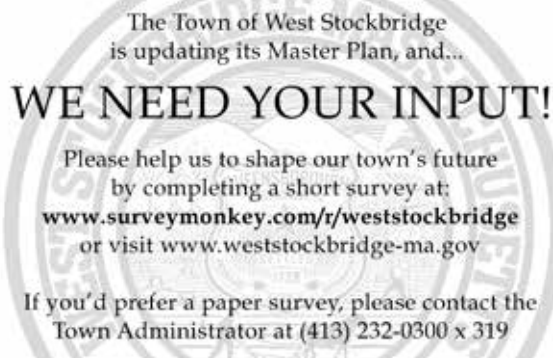 The Town of West Stockbridge
is updating its Master Plan, and...
WE NEED YOUR INPUT!
Please help us to shape our town's future
by completing a short survey at:
www.surveymonkey.com/r/weststockbridge
or visit www.weststockbridge-ma.gov
If you'd prefer a paper survey, please contact the
Town Administrator at (413) 232-0300 x 319